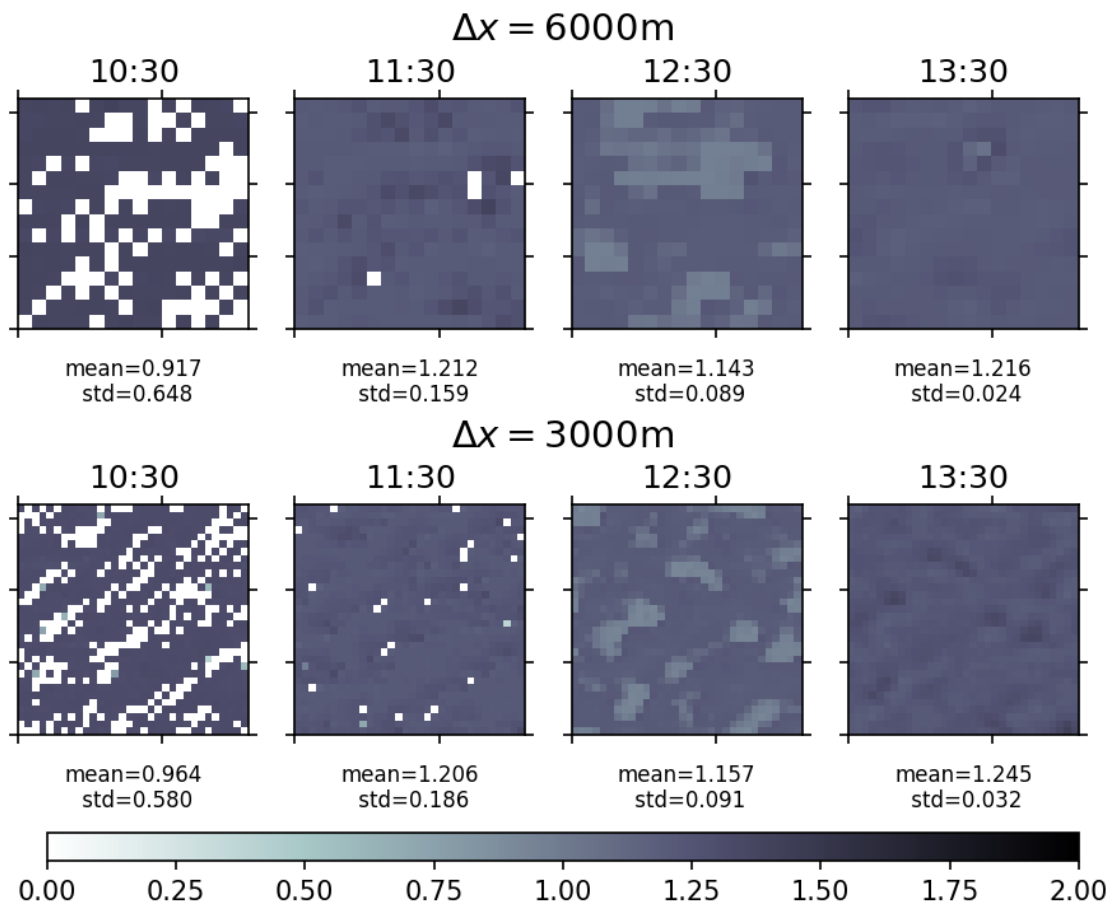 Δx = 6000m
10:30 11:30 12:30 13:30
mean=0.917 mean=1.212 mean=1.143 mean=1.216
std=0.648 std=0.159 std=0.089 std=0.024
Δx = 3000m
10:30 11:30 12:30 13:30
mean=0.964 mean=1.206 mean=1.157 mean=1.245
std=0.580 std=0.186 std=0.091 std=0.032
0.00 0.25 0.50 0.75 1.00 1.25 1.50 1.75 2.00